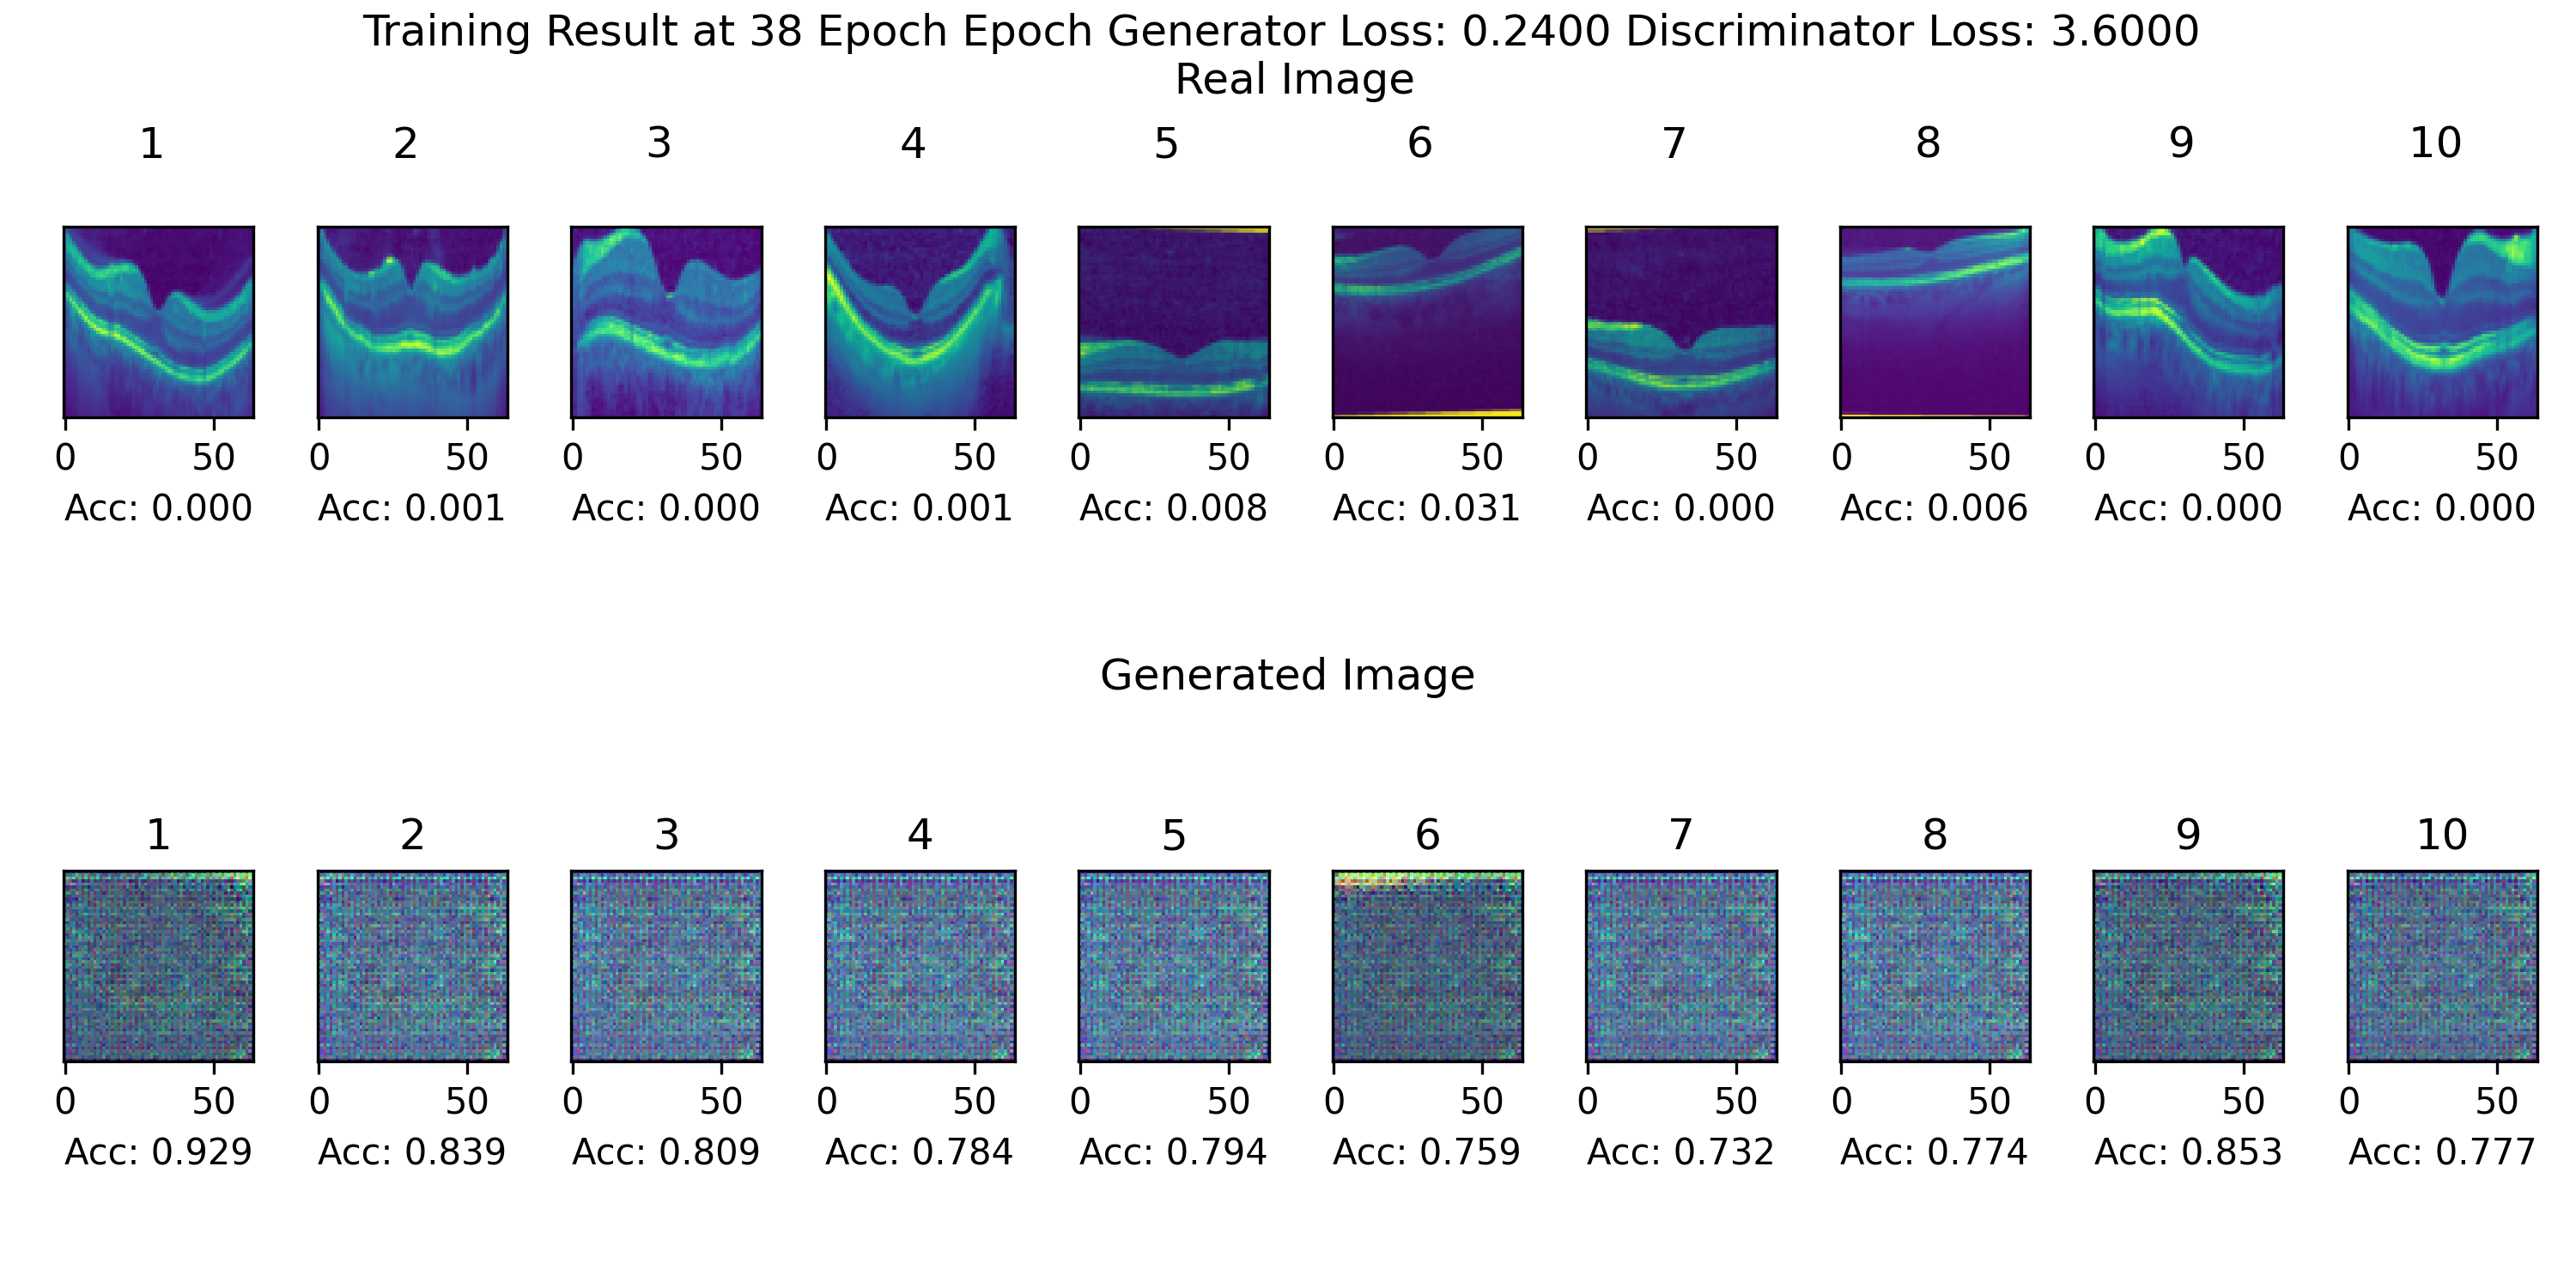 Training Result at 38 Epoch Epoch Generator Loss: 0.2400 Discriminator Loss: 3.6000
Real Image
1 2 3 4 5 6 7 8 9 10
0 50 0 50 0 50 0 50 0 50 0 50 0 50 0 50 0 50 0 50
Acc: 0.000 Acc: 0.001 Acc: 0.000 Acc: 0.001 Acc: 0.008 Acc: 0.031 Acc: 0.000 Acc: 0.006 Acc: 0.000 Acc: 0.000
Generated Image
1 2 3 4 5 6 7 8 9 10
0 50 0 50 0 50 0 50 0 50 0 50 0 50 0 50 0 50 0 50
Acc: 0.929 Acc: 0.839 Acc: 0.809 Acc: 0.784 Acc: 0.794 Acc: 0.759 Acc: 0.732 Acc: 0.774 Acc: 0.853 Acc: 0.777